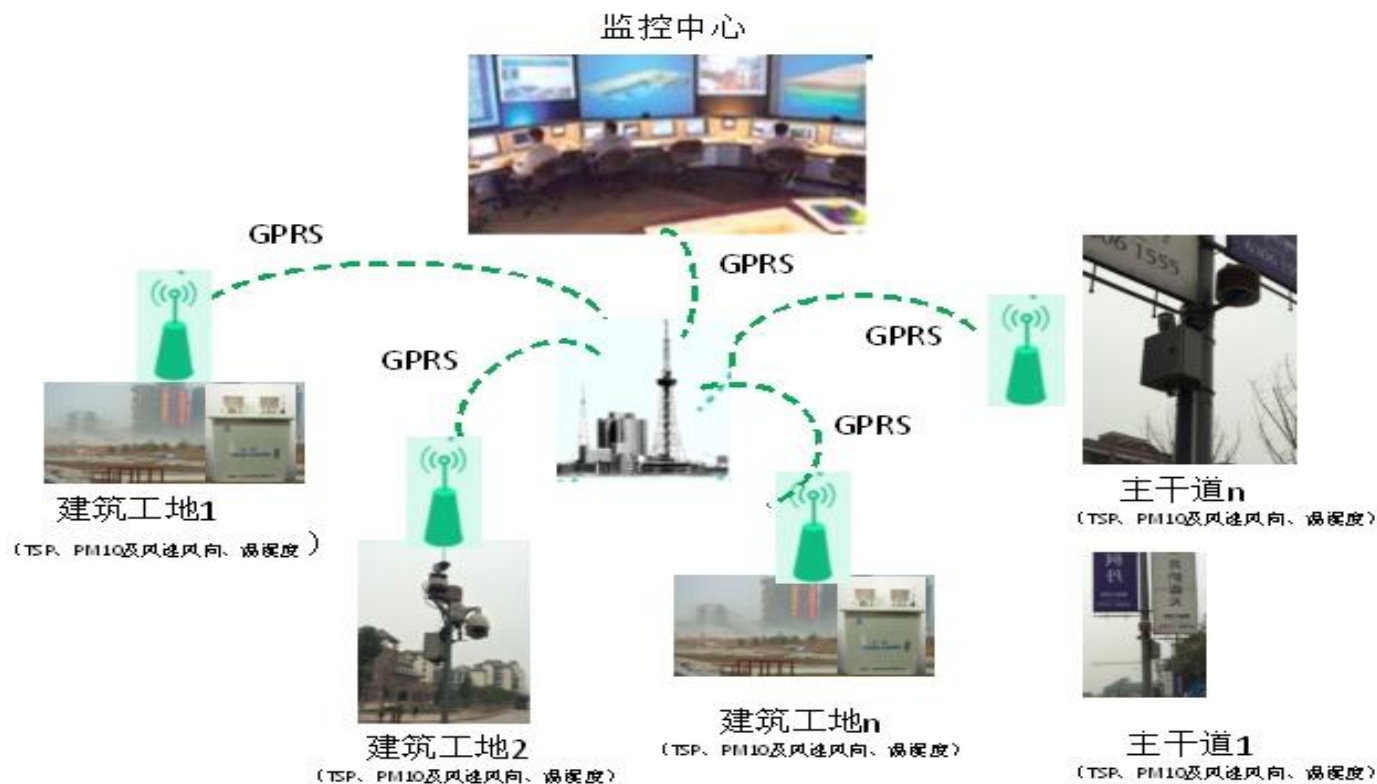 监控中心
GPRS
GPRS
GPRS
GPRS
GPRS
06 1555
建筑工地1
（TSP、PM10及风速风向、温湿度）
主干道n
（TSP、PM10及风速风向、温湿度）
建筑工地2
（TSP、PM10及风速风向、温湿度）
建筑工地n
（TSP、PM10及风速风向、温湿度）
主干道1
（TSP、PM10及风速风向、温湿度）